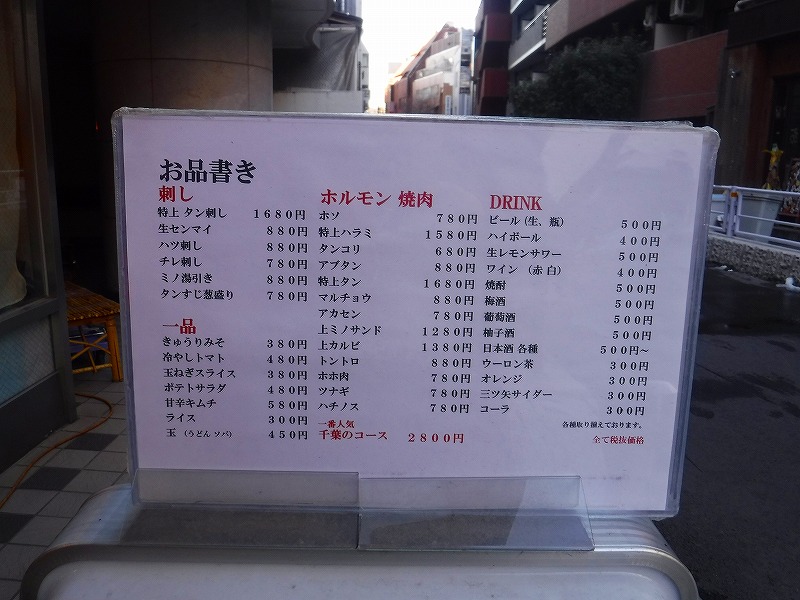 お品書き
刺し
特上 タン刺し 1680円
生センマイ 880円
ハツ刺し 880円
チレ刺し 780円
ミノ湯引き 880円
タンすじ葱盛り 780円
一品
きゅうりみそ 380円
冷やしトマト 480円
玉ねぎスライス 380円
ポテトサラダ 480円
甘辛キムチ 580円
ライス 300円
玉 (うどん ソバ) 450円
ホルモン 焼肉
ホソ 780円
特上ハラミ 1580円
タンコリ 680円
アブタン 880円
特上タン 1680円
マルチョウ 880円
アカセン 780円
上ミノサンド 1280円
上カルビ 1380円
トントロ 880円
ホホ肉 780円
ツナギ 780円
ハチノス 780円
一番人気
千葉のコース 2800円
DRINK
ビール (生、瓶) 500円
ハイボール 400円
生レモンサワー 500円
ワイン (赤 白) 400円
焼酎 500円
梅酒 500円
葡萄酒 500円
柚子酒 500円
日本酒 各種 500円～
ウーロン茶 300円
オレンジ 300円
三ツ矢サイダー 300円
コーラ 300円
各種取り揃えております。
全て税抜価格